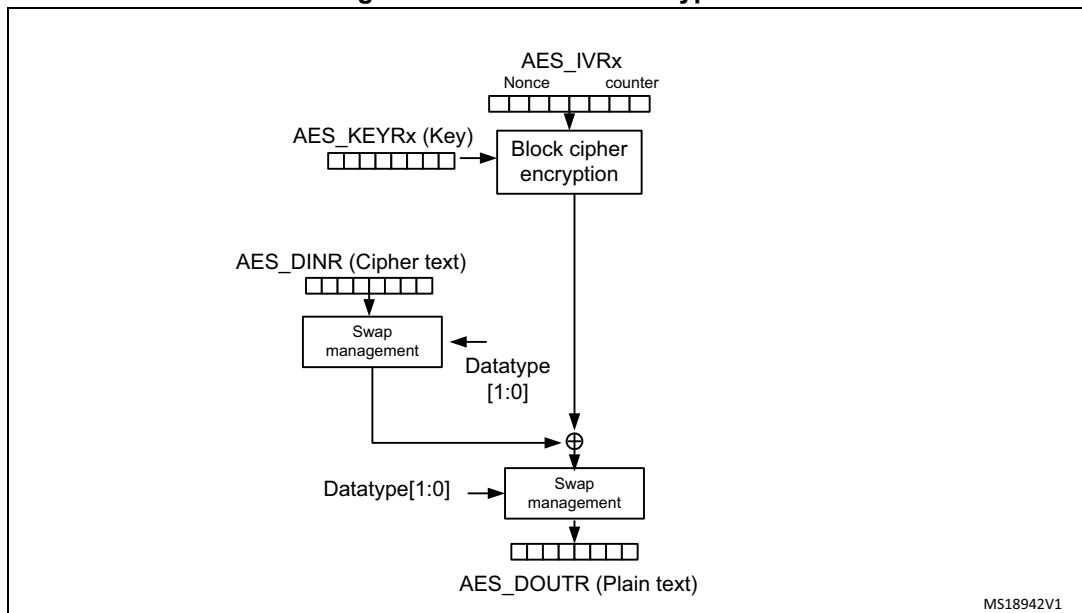 AES_IVRx
Nonce counter
AES_KEYRx (Key)
Block cipher
encryption
AES_DINR (Cipher text)
Swap
management
Datatype
[1:0]
Datatype[1:0]
Swap
management
AES_DOUTR (Plain text)
MS18942V1